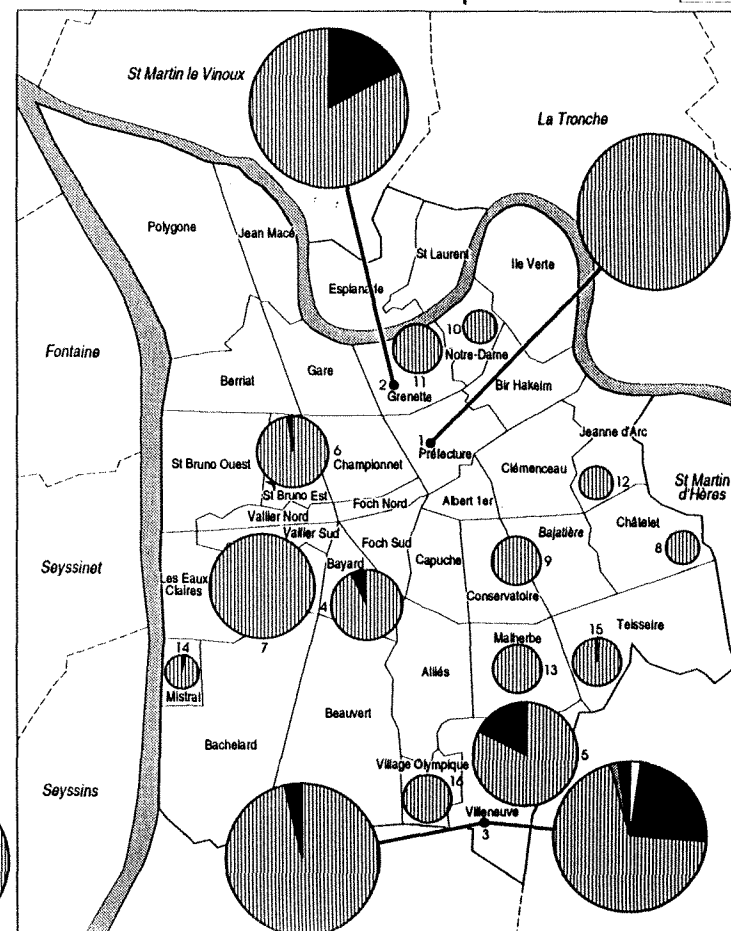 St Martin le Vinoux
La Tronche
Polygone
Jean Macé
St Laurent
Ile Verte
Esplanade
Fontaine
10
Notre-Dame
11
Gare
Berriat
2
Grenette
Bir Hakeim
1
Préfecture
Jeanne d'Arc
St Bruno Ouest
6
Championnet
Clémenceau
12
St Martin
d'Hères
St Bruno Est
Foch Nord
Albert 1er
Vallier Nord
Vallier Sud
Châtelet
Bajatière
Foch Sud
8
Seyssinet
Les Eaux
Claires
Bayard
Capuche
9
Conservatoire
4
7
Malherbe
15
Teisseire
14
13
Mistral
Alliés
Beauvert
Bachelard
5
Village Olympique
16
Seyssins
Villeneuve
3